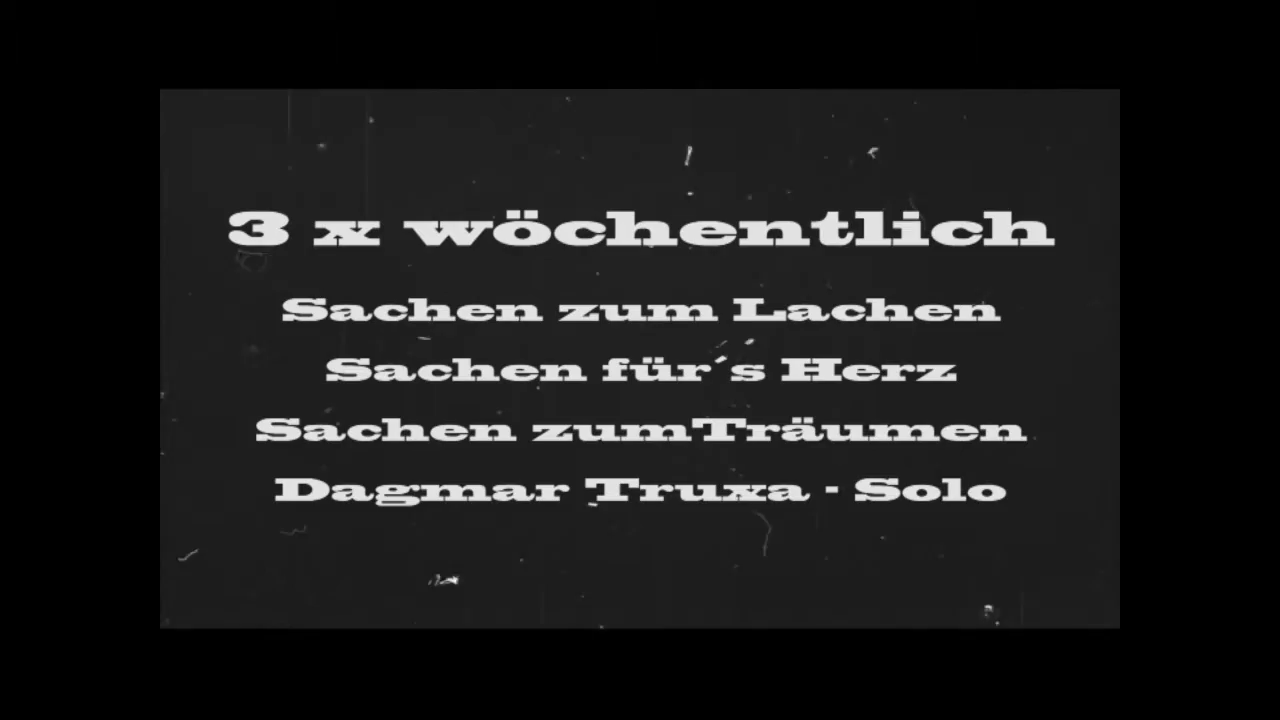 3 x wöchentlich
Sachen zum Lachen
Sachen für´s Herz
Sachen zumTräumen
Dagmar Truxa - Solo